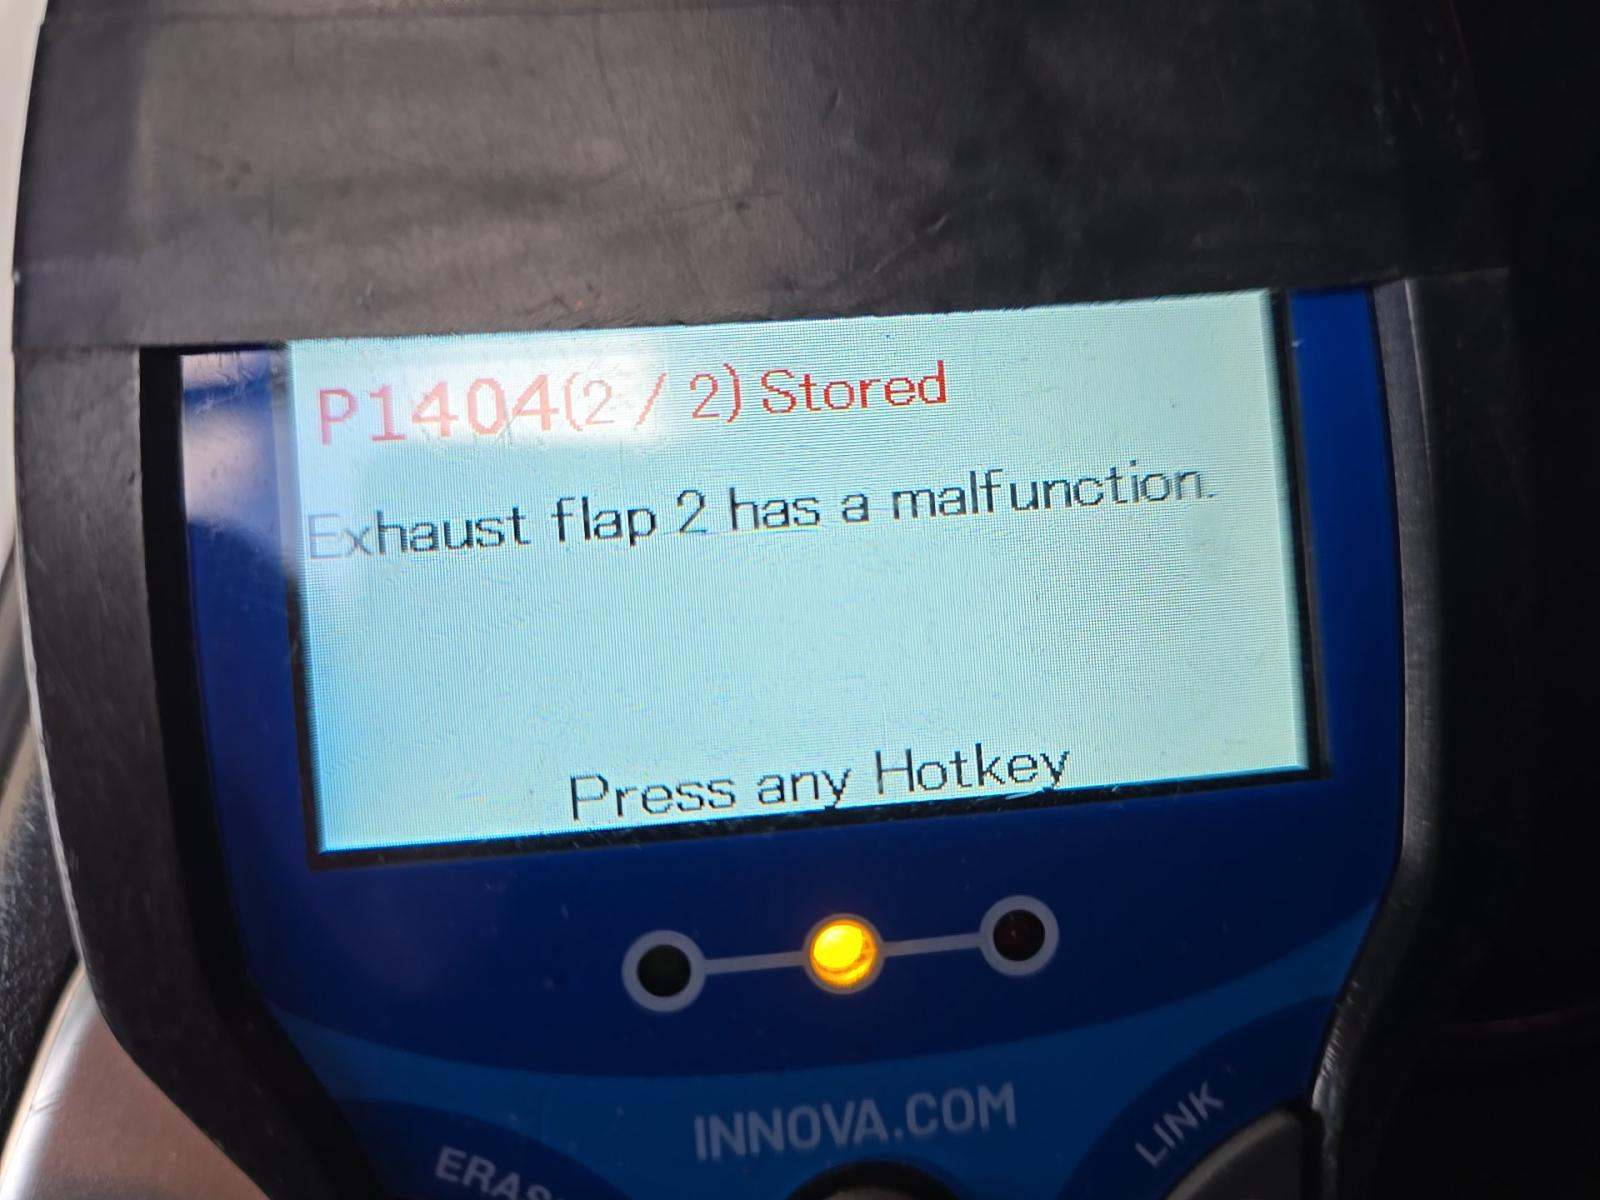 P1404(2 / 2) Stored
Exhaust flap 2 has a malfunction.
Press any Hotkey
INNOVA.COM
LINK